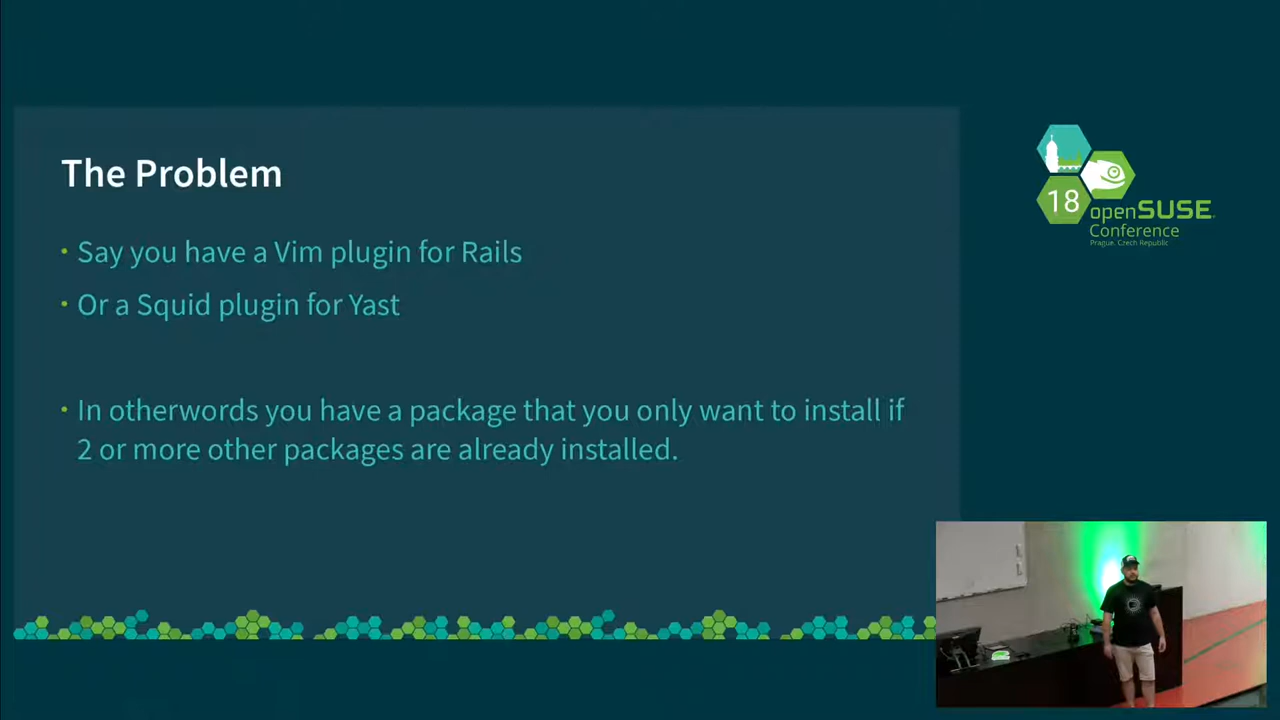 The Problem
• Say you have a Vim plugin for Rails
• Or a Squid plugin for Yast
• In otherwords you have a package that you only want to install if
2 or more other packages are already installed.
18
openSUSE
Conference
Prague, Czech Republic